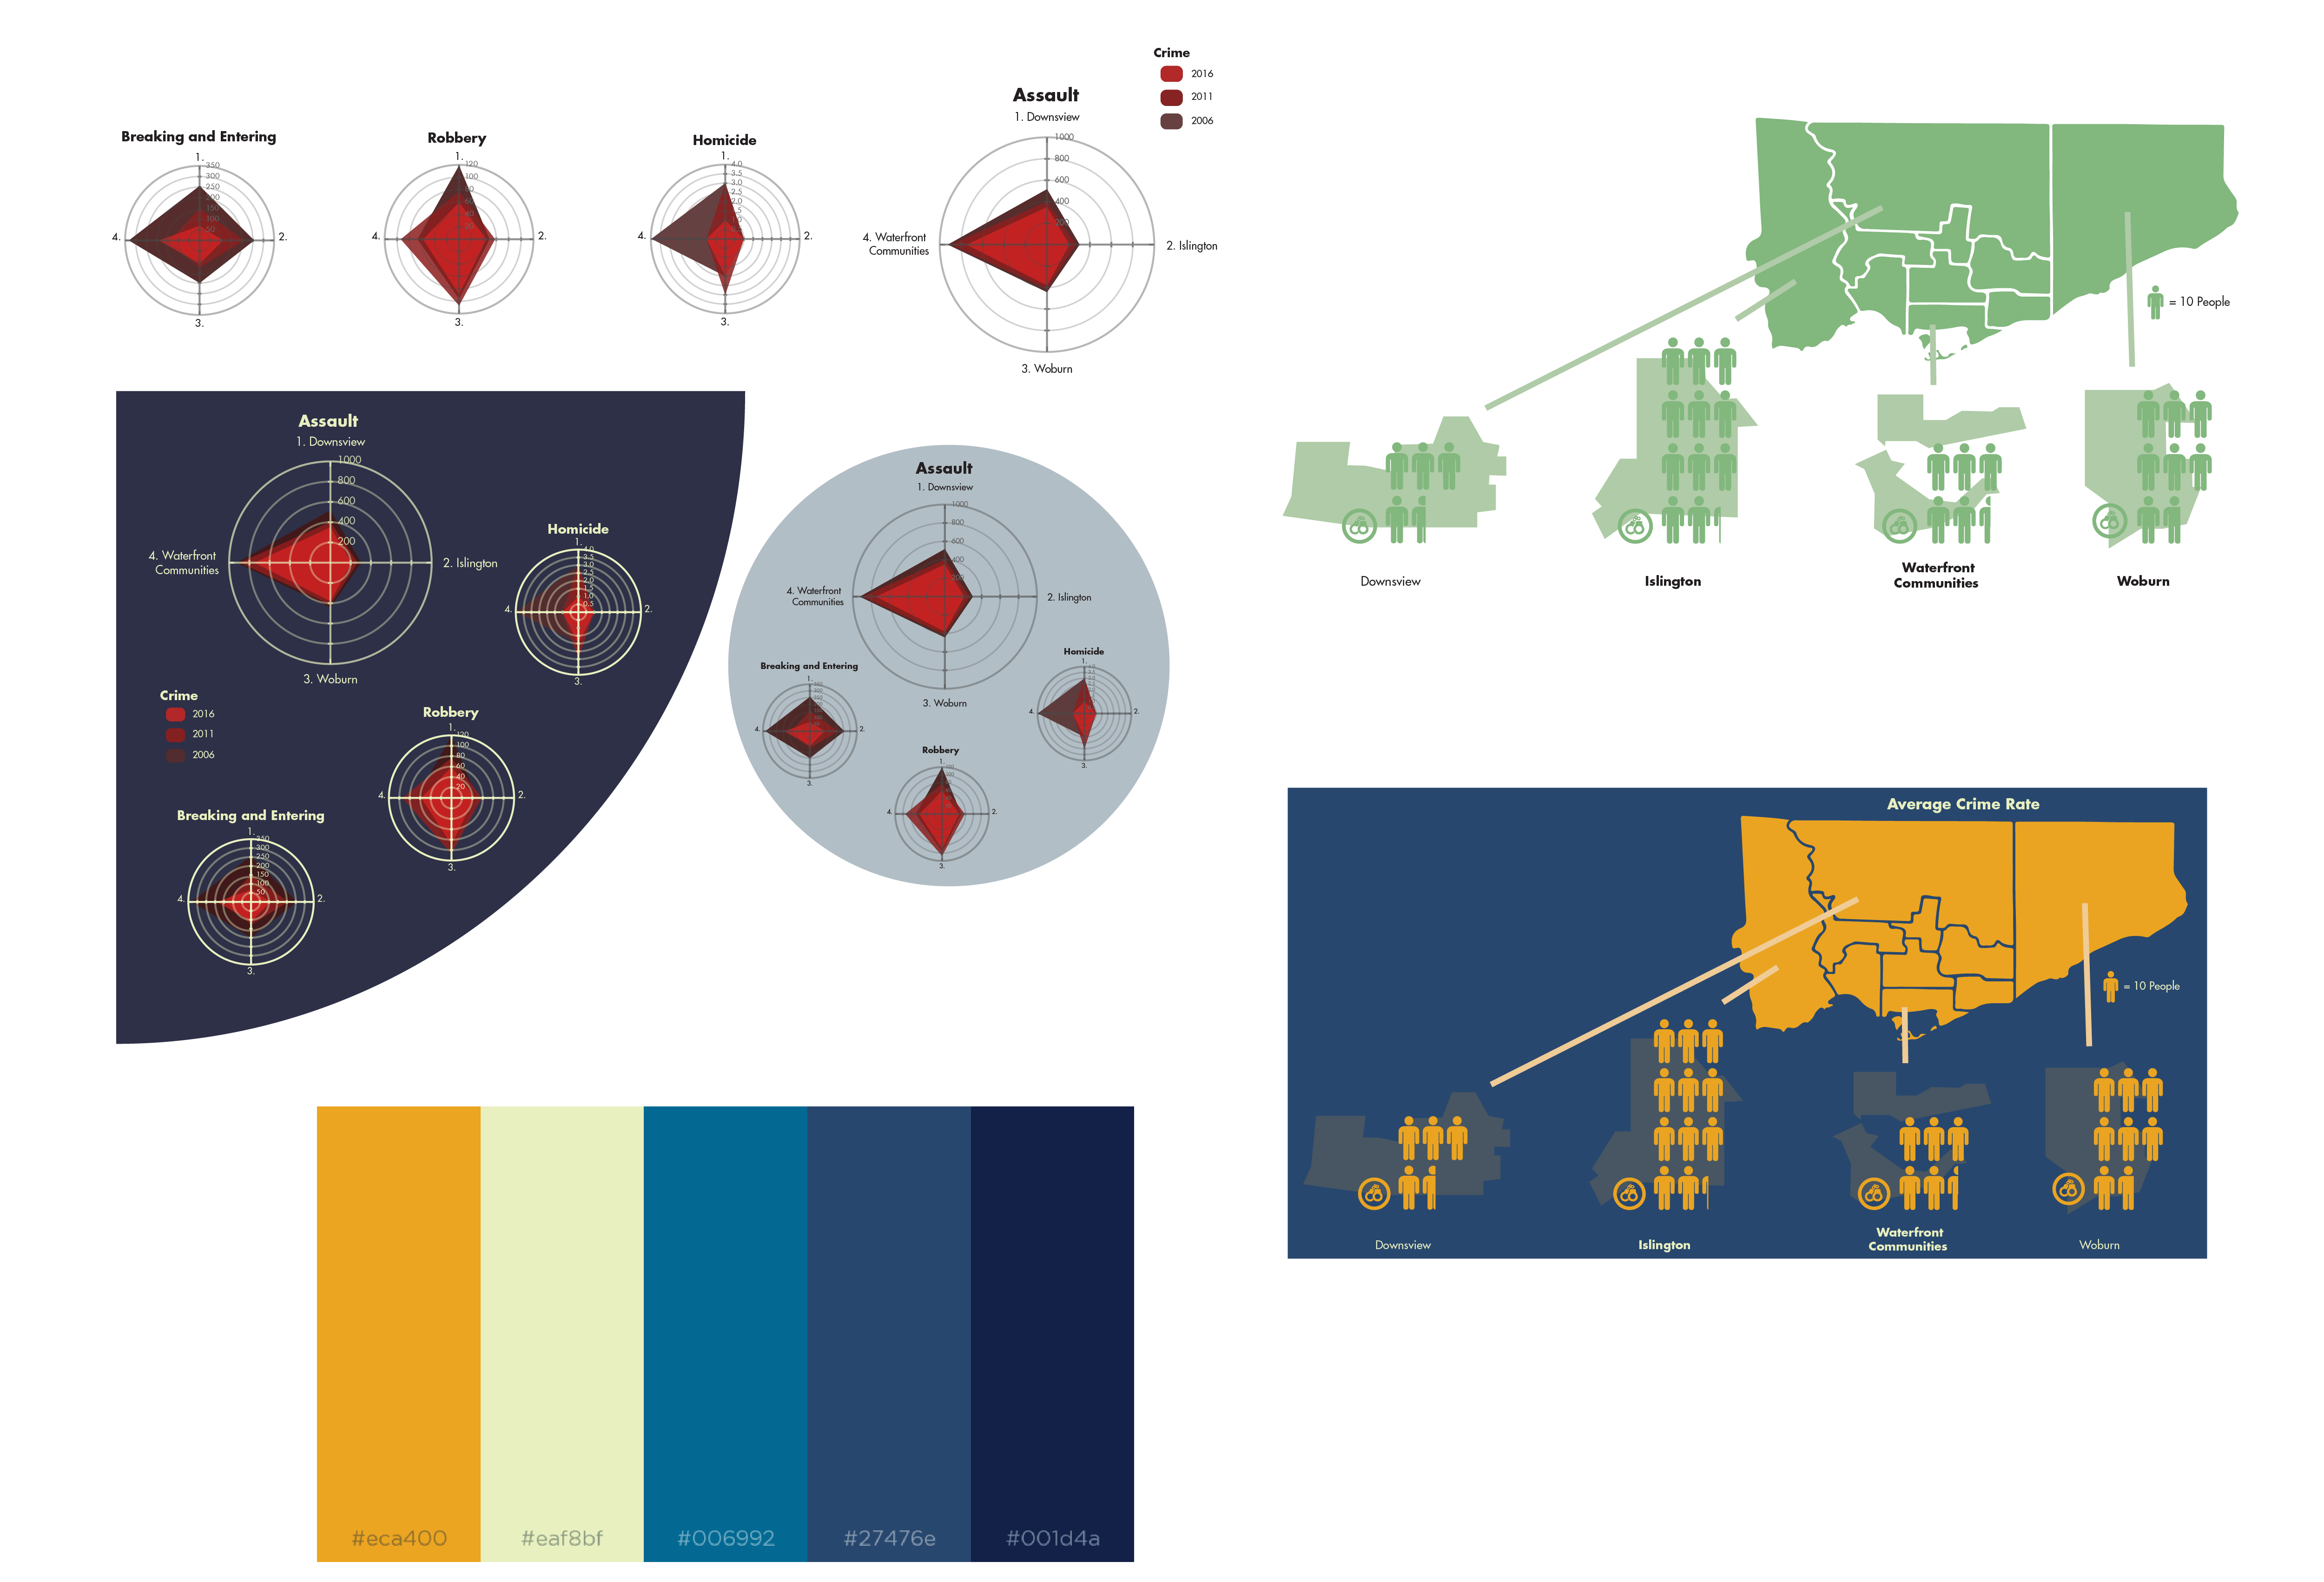 Crime
2016
2011
2006
Breaking and Entering
1.
350
300
250
200
150
100
50
4.
2.
3.
Robbery
1.
120
100
80
60
40
20
4.
2.
3.
Homicide
1.
4.0
3.5
3.0
2.5
2.0
1.5
1.0
0.5
4.
2.
3.
Assault
1. Downsview
1000
800
600
400
200
4. Waterfront
Communities
2. Islington
3. Woburn
Assault
1. Downsview
1000
800
600
400
200
4. Waterfront
Communities
2. Islington
3. Woburn
Homicide
1.
4.0
3.5
3.0
2.5
2.0
1.5
1.0
0.5
4.
2.
3.
Crime
2016
2011
2006
Robbery
1.
120
100
80
60
40
20
4.
2.
3.
Breaking and Entering
1.
350
300
250
200
150
100
50
4.
2.
3.
Assault
1. Downsview
1000
800
600
400
200
4. Waterfront
Communities
2. Islington
3. Woburn
Breaking and Entering
1.
4.
2.
3.
Homicide
1.
4.
2.
3.
Robbery
1.
4.
2.
3.
= 10 People
Downsview
Islington
Waterfront
Communities
Woburn
Average Crime Rate
= 10 People
Downsview
Islington
Waterfront
Communities
Woburn
#eca400
#eaf8bf
#006992
#27476e
#001d4a